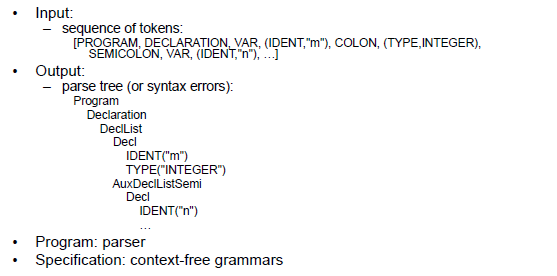 • Input:
– sequence of tokens:
[PROGRAM, DECLARATION, VAR, (IDENT,"m"), COLON, (TYPE,INTEGER),
SEMICOLON, VAR, (IDENT,"n"), …]
• Output:
– parse tree (or syntax errors):
Program
Declaration
DeclList
Decl
IDENT("m")
TYPE("INTEGER")
AuxDeclListSemi
Decl
IDENT("n")
…
• Program: parser
• Specification: context-free grammars